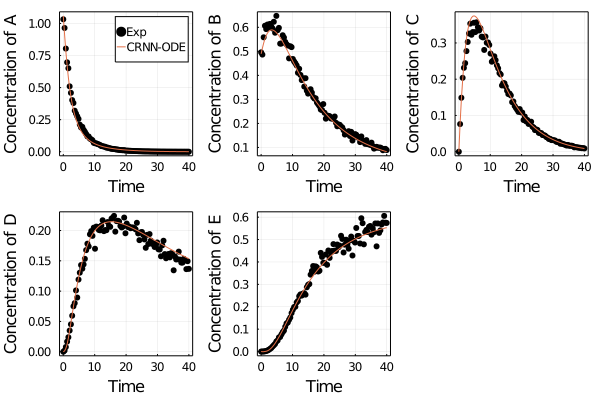 Concentration of A
1.00
0.75
0.50
0.25
0.00
0 10 20 30 40
Time
Exp
CRNN-ODE
Concentration of B
0.6
0.5
0.4
0.3
0.2
0.1
0 10 20 30 40
Time
Concentration of C
0.3
0.2
0.1
0.0
0 10 20 30 40
Time
Concentration of D
0.20
0.15
0.10
0.05
0.00
0 10 20 30 40
Time
Concentration of E
0.6
0.5
0.4
0.3
0.2
0.1
0.0
0 10 20 30 40
Time